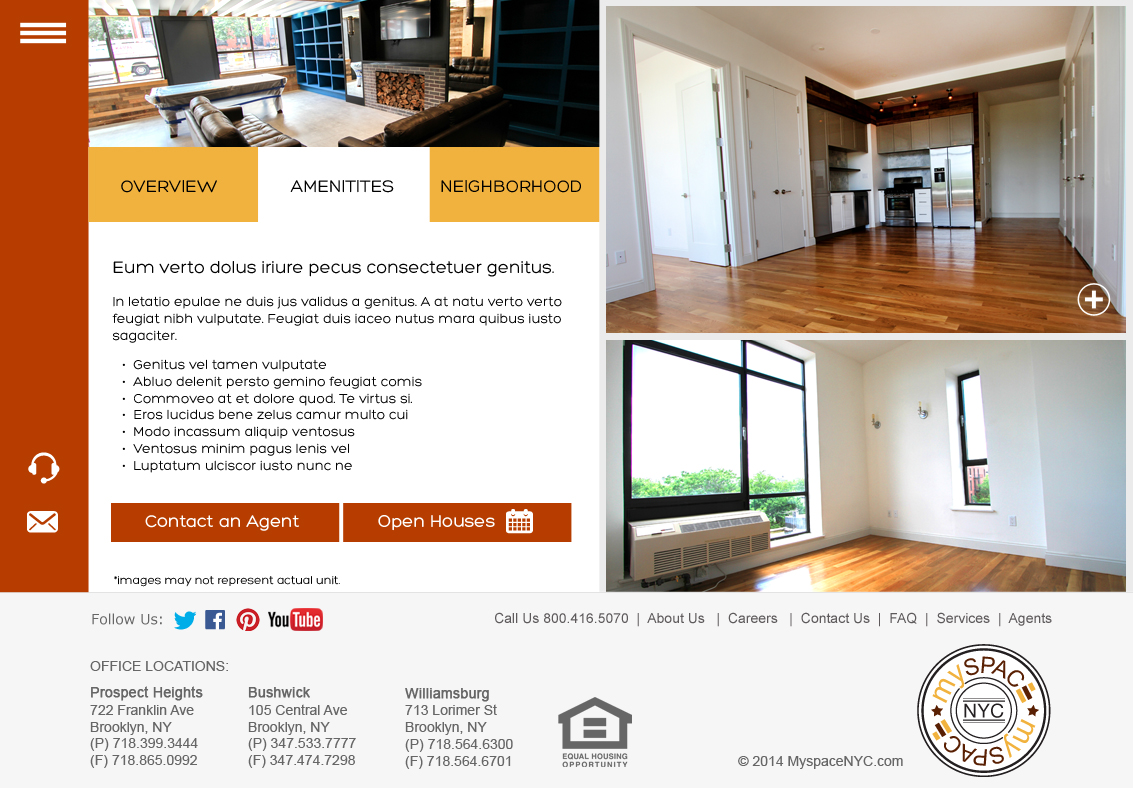 OVERVIEW
AMENITITES
NEIGHBORHOOD
Eum verto dolus iriure pecus consectetuer genitus.
In letatio epulae ne duis jus validus a genitus. A at natu verto verto
feugiat nibh vulputate. Feugiat duis iaceo nutus mara quibus iusto
sagaciter.
• Genitus vel tamen vulputate
• Abluo delenit persto gemino feugiat comis
• Commoveo at et dolore quod. Te virtus si.
• Eros lucidus bene zelus camur multo cui
• Modo incassum aliquip ventosus
• Ventosus minim pagus lenis vel
• Luptatum ulciscor iusto nunc ne
Contact an Agent
Open Houses
*images may not represent actual unit.
Follow Us:
YouTube
Call Us 800.416.5070 | About Us | Careers | Contact Us | FAQ | Services | Agents
OFFICE LOCATIONS:
Prospect Heights
722 Franklin Ave
Brooklyn, NY
(P) 718.399.3444
(F) 718.865.0992
Bushwick
105 Central Ave
Brooklyn, NY
(P) 347.533.7777
(F) 347.474.7298
Williamsburg
713 Lorimer St
Brooklyn, NY
(P) 718.564.6300
(F) 718.564.6701
EQUAL HOUSING
OPPORTUNITY
© 2014 MyspaceNYC.com
mySPAC
NYC
mySPAC